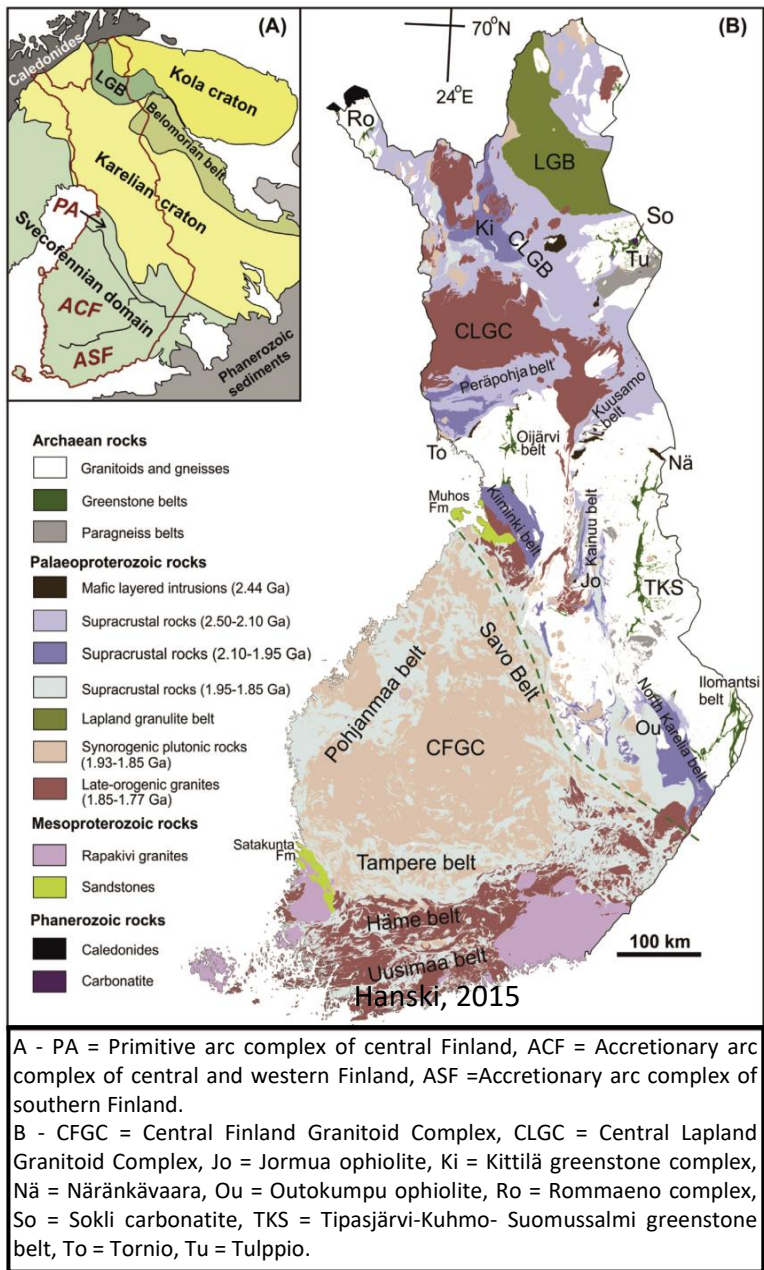 (A)
Caledonides
LGB
Kola craton
Belomorian belt
Karelian craton
PA
Svecofennian domain
ACF
ASF
Phanerozoic
sediments
(B)
70°N
24°E
Ro
LGB
So
Ki
CLGB
Tu
CLGC
Peräpohja belt
Kuusamo
belt
To
Oijärvi
belt
Nä
Muhos
Fm
Kiiminki belt
Kainuu belt
Jo
TKS
Savo Belt
Pohjanmaa belt
Ilomantsi
belt
North Karelia belt
Ou
CFGC
Satakunta
Fm
Tampere belt
Häme belt
Uusimaa belt
100 km
Hanski, 2015
Archaean rocks
Granitoids and gneisses
Greenstone belts
Paragneiss belts
Palaeoproterozoic rocks
Mafic layered intrusions (2.44 Ga)
Supracrustal rocks (2.50-2.10 Ga)
Supracrustal rocks (2.10-1.95 Ga)
Supracrustal rocks (1.95-1.85 Ga)
Lapland granulite belt
Synorogenic plutonic rocks
(1.93-1.85 Ga)
Late-orogenic granites
(1.85-1.77 Ga)
Mesoproterozoic rocks
Rapakivi granites
Sandstones
Phanerozoic rocks
Caledonides
Carbonatite
A - PA = Primitive arc complex of central Finland, ACF = Accretionary arc
complex of central and western Finland, ASF =Accretionary arc complex of
southern Finland.
B - CFGC = Central Finland Granitoid Complex, CLGC = Central Lapland
Granitoid Complex, Jo = Jormua ophiolite, Ki = Kittilä greenstone complex,
Nä = Näränkävaara, Ou = Outokumpu ophiolite, Ro = Rommaeno complex,
So = Sokli carbonatite, TKS = Tipasjärvi-Kuhmo- Suomussalmi greenstone
belt, To = Tornio, Tu = Tulppio.